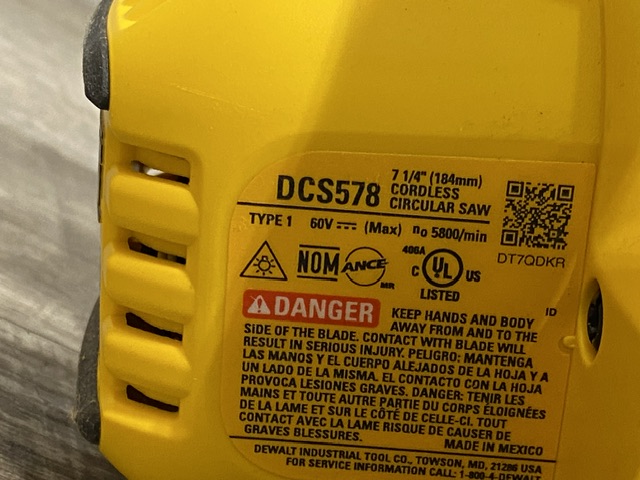 DCS578
7 1/4" (184mm)
CORDLESS
CIRCULAR SAW
TYPE 1 60V (Max) no 5800/min
DT7QDKR
NOM
ANCE
MR
408A
C UL US
LISTED
ID
DANGER
KEEP HANDS AND BODY
AWAY FROM AND TO THE
SIDE OF THE BLADE. CONTACT WITH BLADE WILL
RESULT IN SERIOUS INJURY. PELIGRO: MANTENGA
LAS MANOS Y EL CUERPO ALEJADOS DE LA HOJA Y A
UN LADO DE LA MISMA. EL CONTACTO CON LA HOJA
PROVOCA LESIONES GRAVES. DANGER: TENIR LES
MAINS ET TOUTE AUTRE PARTIE DU CORPS ÉLOIGNÉES
DE LA LAME ET SUR LE CÔTÉ DE CELLE-CI. TOUT
CONTACT AVEC LA LAME RISQUE DE CAUSER DE
GRAVES BLESSURES. MADE IN MEXICO
DEWALT INDUSTRIAL TOOL CO., TOWSON, MD, 21286 USA
FOR SERVICE INFORMATION CALL: 1-800-4-DEWALT